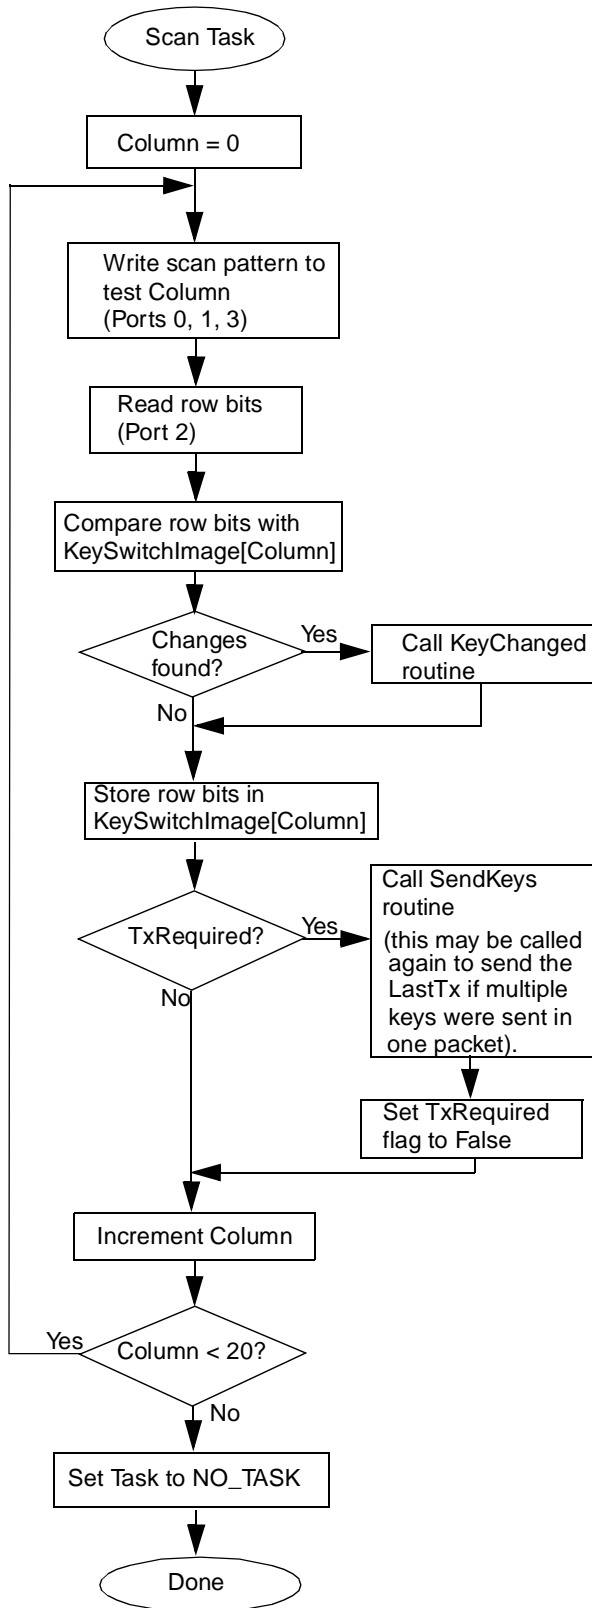 Scan Task
Column = 0
Write scan pattern to
test Column
(Ports 0, 1, 3)
Read row bits
(Port 2)
Compare row bits with
KeySwitchImage[Column]
Changes
found?
Yes
Call KeyChanged
routine
No
Store row bits in
KeySwitchImage[Column]
TxRequired?
Yes
Call SendKeys
routine
(this may be called
again to send the
LastTx if multiple
keys were sent in
one packet).
No
Set TxRequired
flag to False
Increment Column
Yes
Column < 20?
No
Set Task to NO_TASK
Done